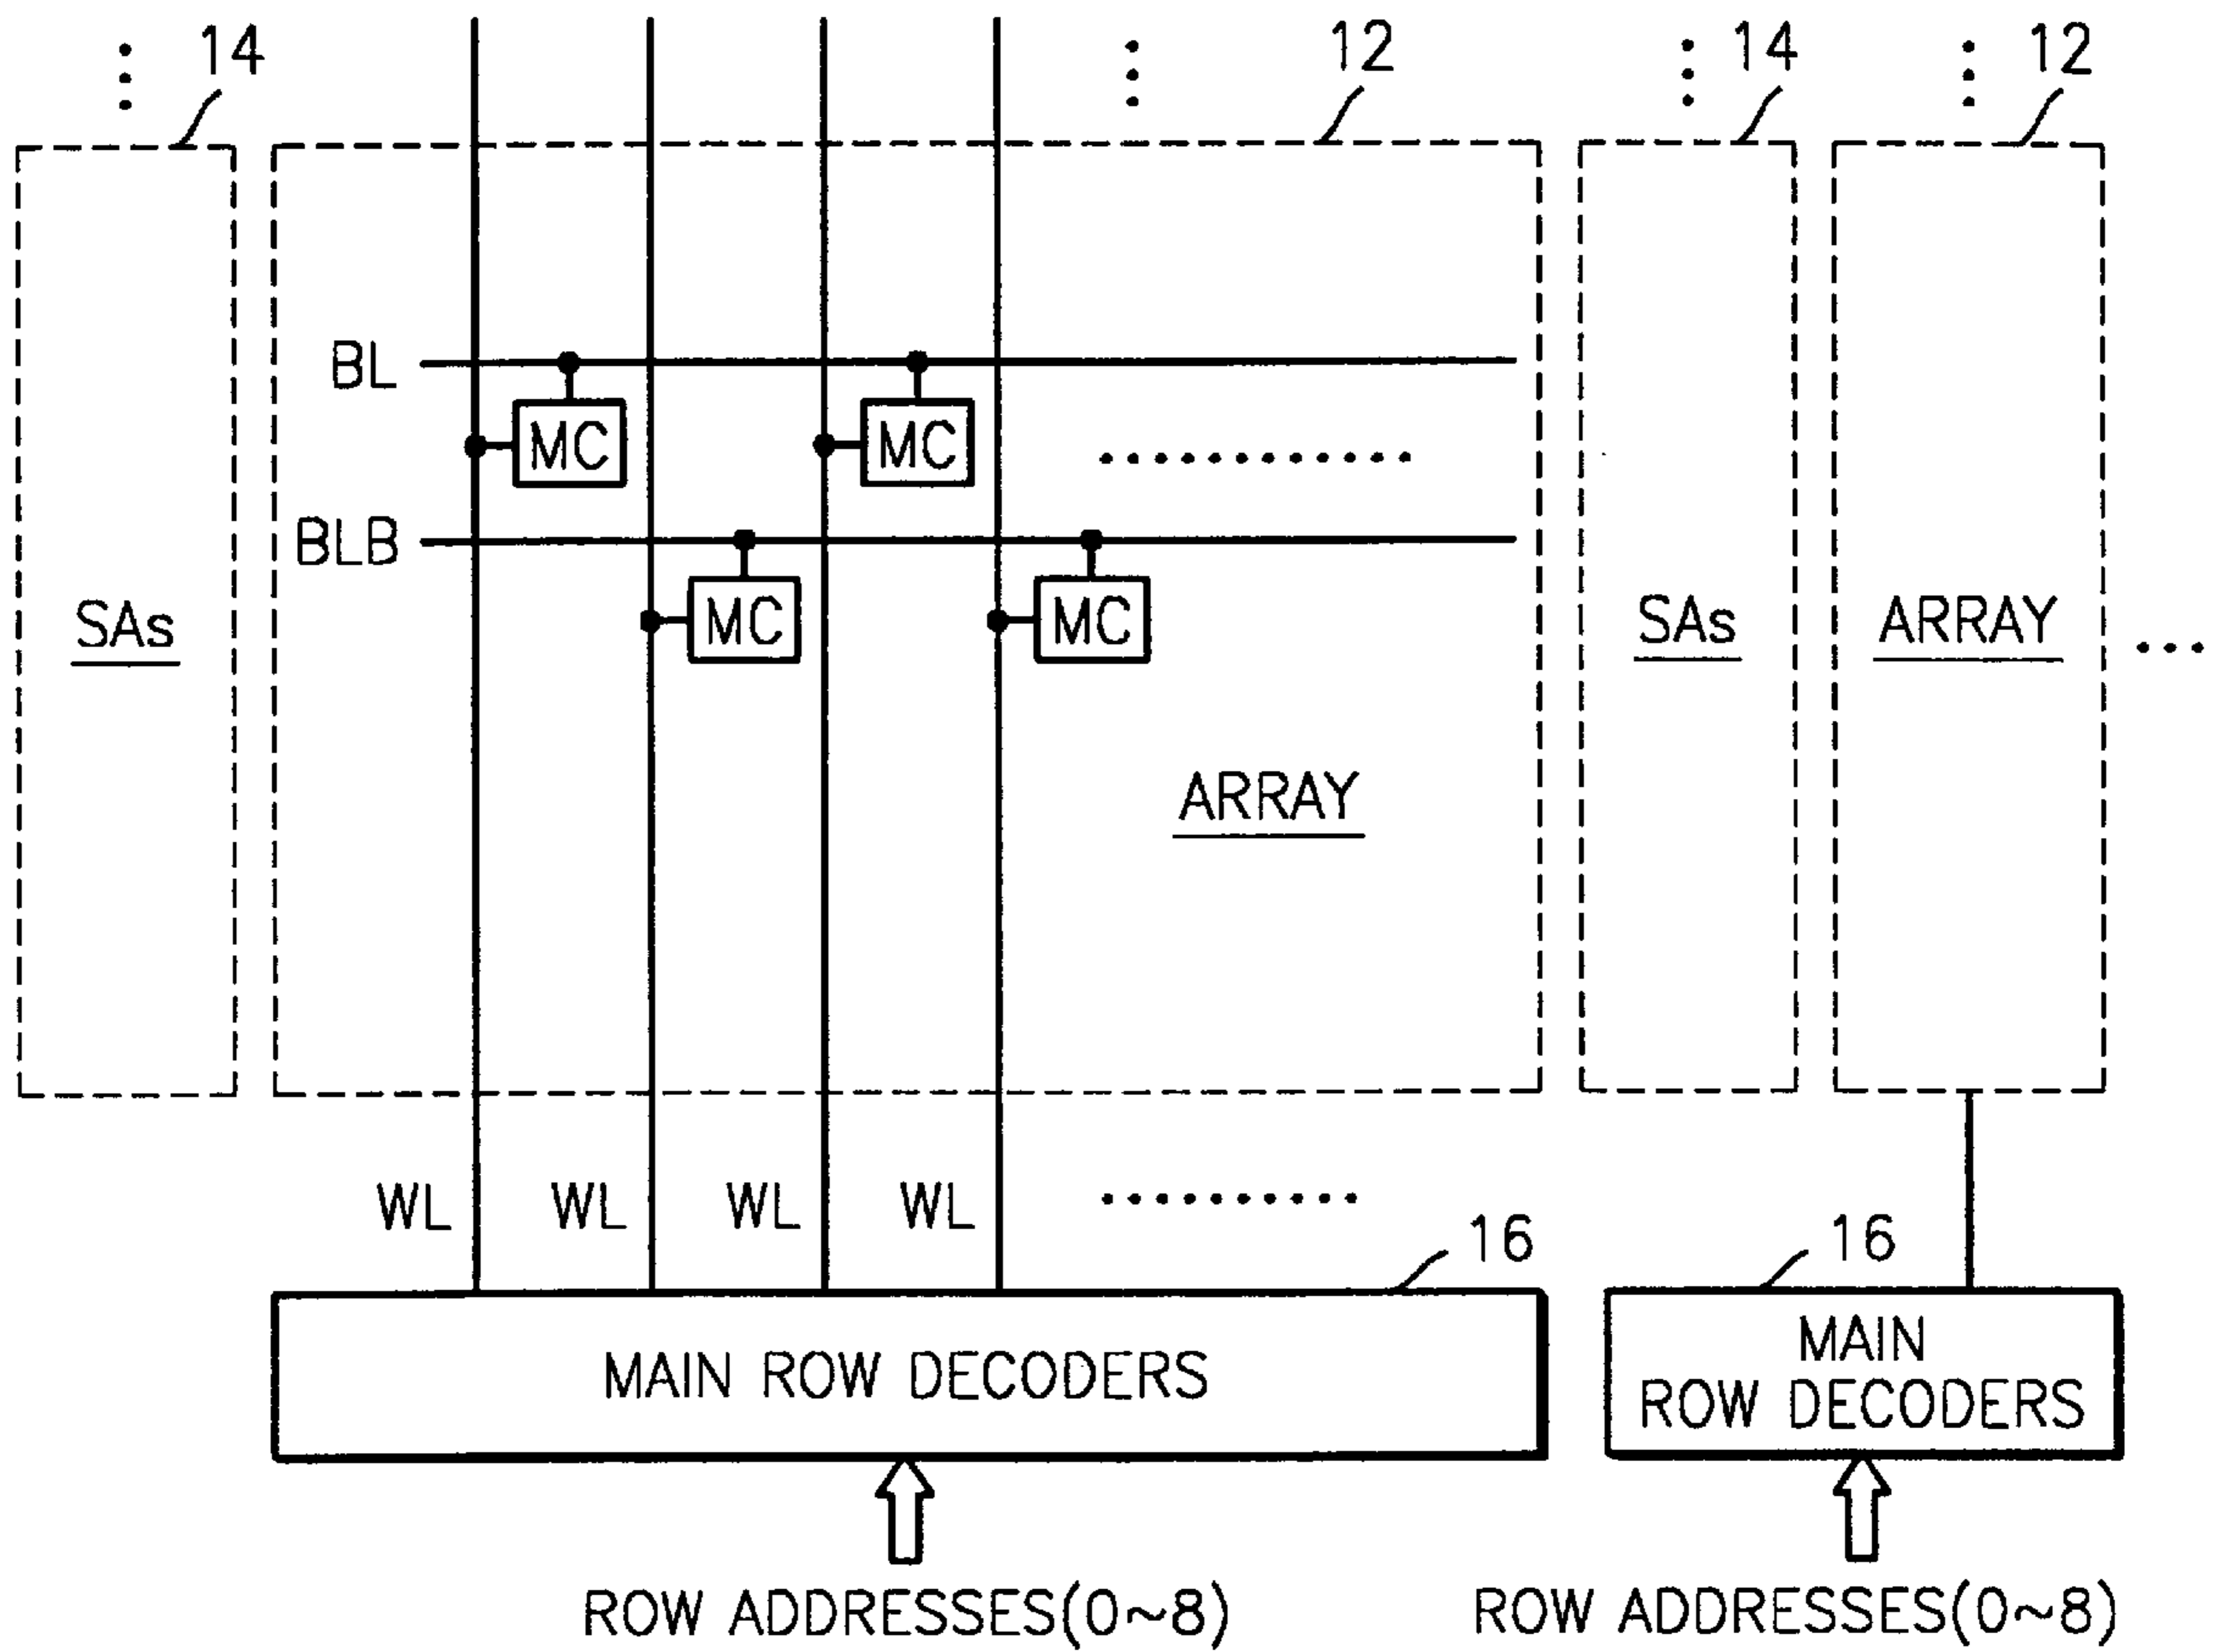 14
12
14
12
BL
MC
MC
BLB
MC
MC
SAs
SAs
ARRAY
ARRAY
WL
WL
WL
WL
16
16
MAIN ROW DECODERS
MAIN
ROW DECODERS
ROW ADDRESSES(0~8)
ROW ADDRESSES(0~8)